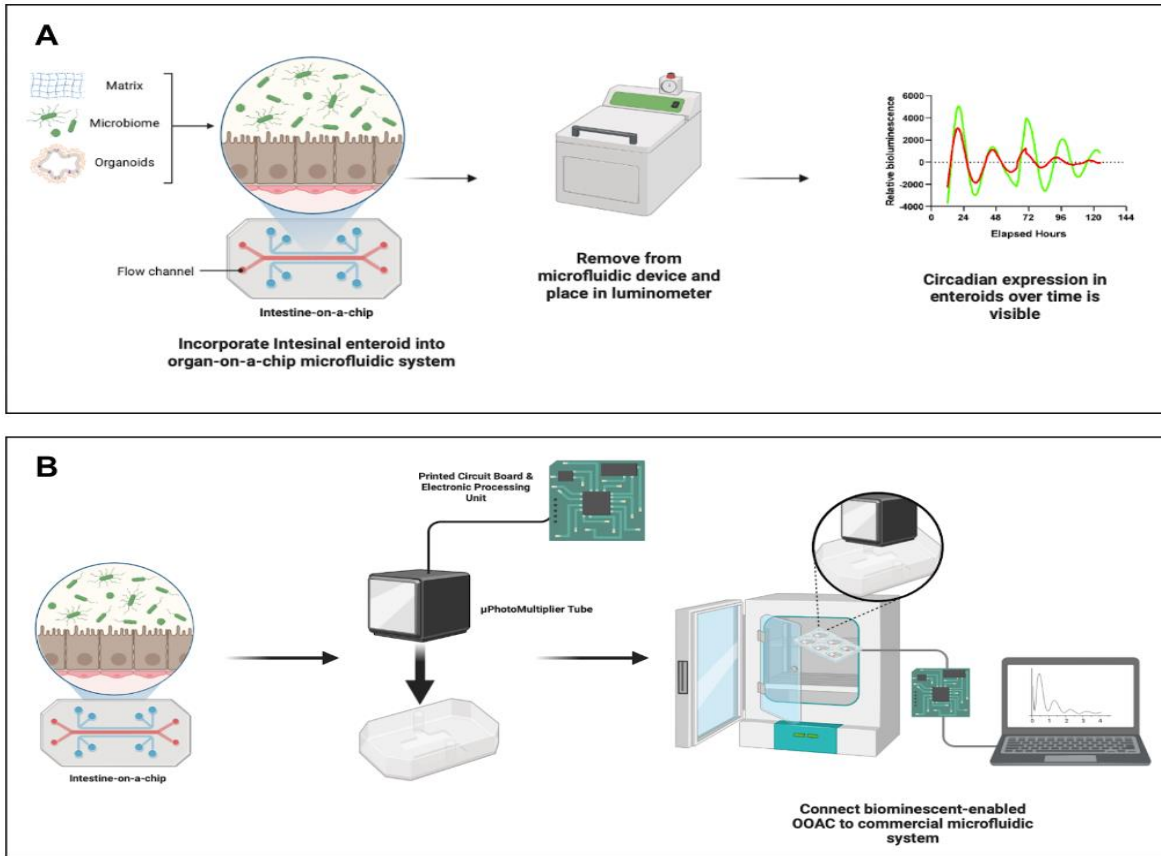 A
Matrix
Microbiome
Organoids
Flow channel
Intestine-on-a-chip
Incorporate Intesinal enteroid into
organ-on-a-chip microfluidic system
Remove from
microfluidic device and
place in luminometer
Relative bioluminescence
6000
4000
2000
0
-2000
-4000
0
24
48
72
96
120
144
Elapsed Hours
Circadian expression in
enteroids over time is
visible
B
Intestine-on-a-chip
Printed Circuit Board &
Electronic Processing
Unit
µPhotoMultiplier Tube
0 1 2 3 4
Connect biominescent-enabled
OOAC to commercial microfluidic
system